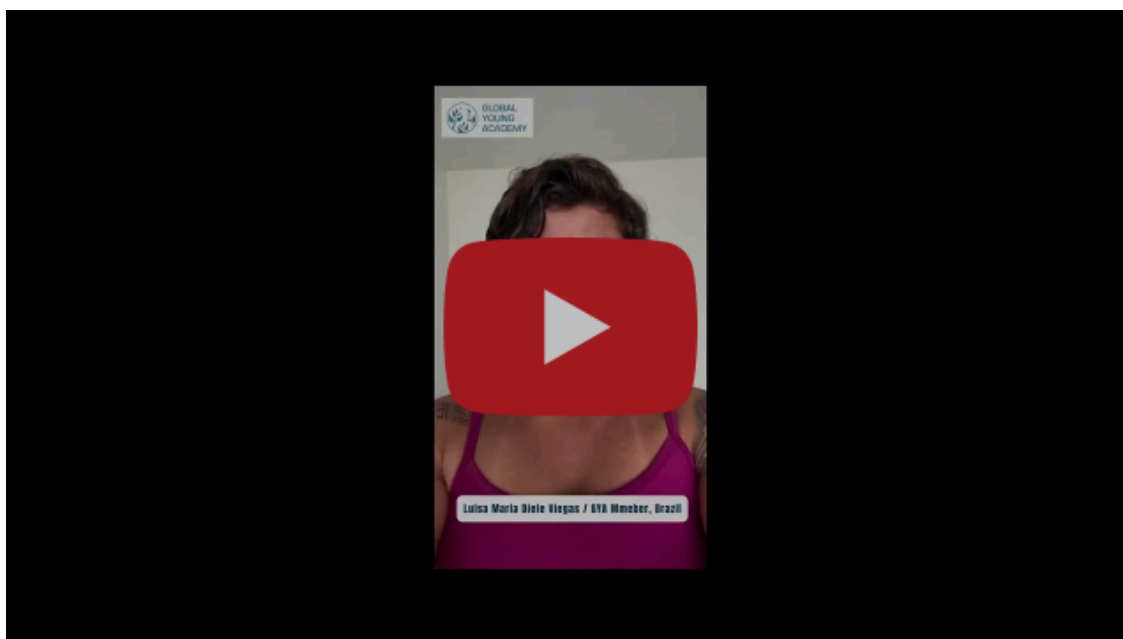 GLOBAL
YOUNG
ACADEMY
Luisa Maria Diele Viegas / GYA Mmeber, Brazil